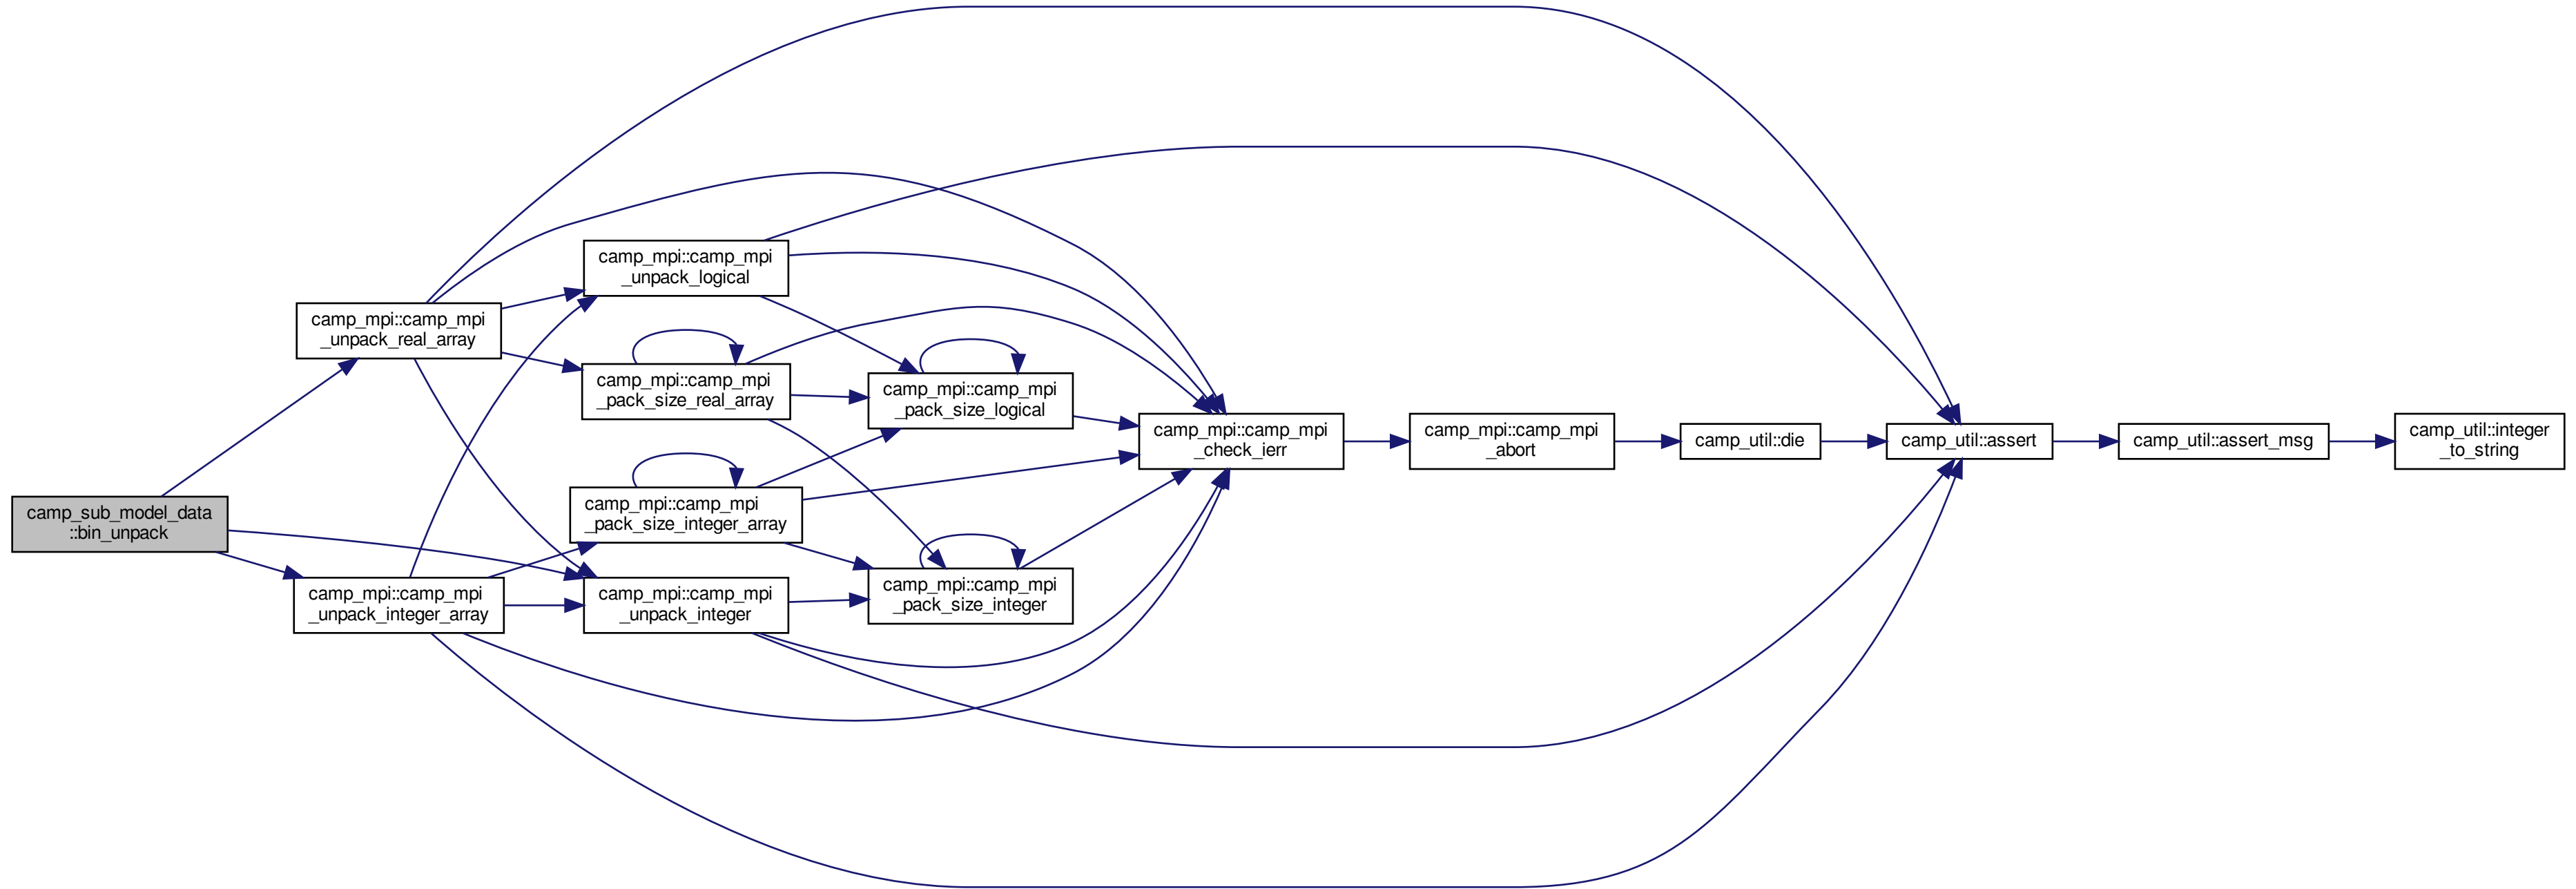 camp_sub_model_data
::bin_unpack
camp_mpi::camp_mpi
_unpack_real_array
camp_mpi::camp_mpi
_unpack_integer_array
camp_mpi::camp_mpi
_unpack_logical
camp_mpi::camp_mpi
_pack_size_real_array
camp_mpi::camp_mpi
_pack_size_integer_array
camp_mpi::camp_mpi
_unpack_integer
camp_mpi::camp_mpi
_pack_size_logical
camp_mpi::camp_mpi
_pack_size_integer
camp_mpi::camp_mpi
_check_ierr
camp_mpi::camp_mpi
_abort
camp_util::die
camp_util::assert
camp_util::assert_msg
camp_util::integer
_to_string